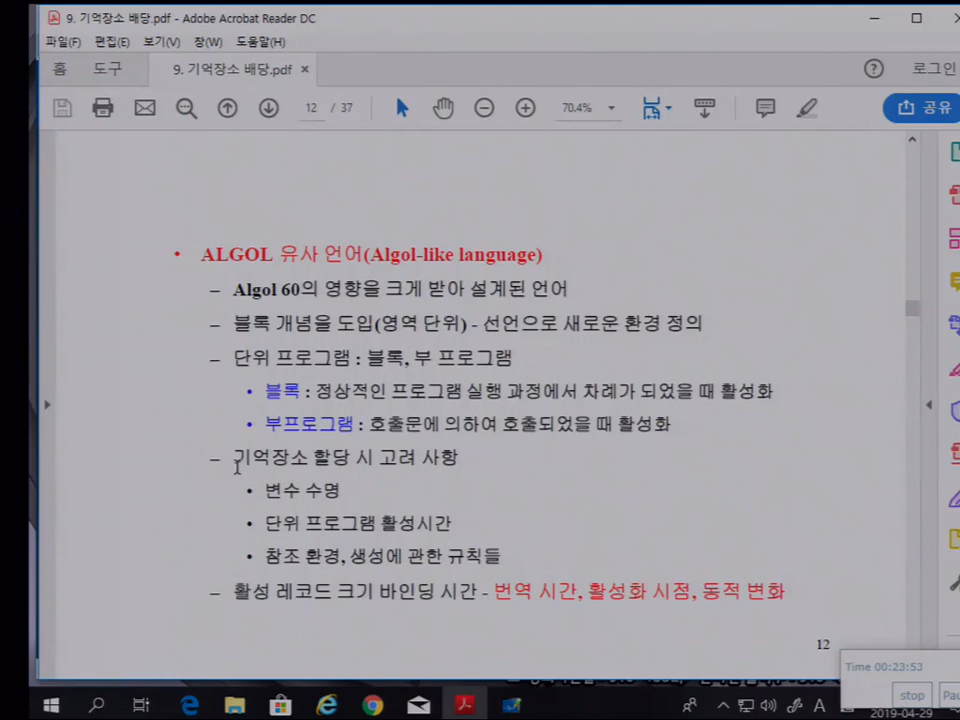 9. 기억장소 배당.pdf - Adobe Acrobat Reader DC
파일(F) 편집(E) 보기(V) 창(W) 도움말(H)
홈 도구 9. 기억장소 배당.pdf × 로그인
12 / 37 70.4% 공유
• ALGOL 유사 언어(Algol-like language)
– Algol 60의 영향을 크게 받아 설계된 언어
– 블록 개념을 도입(영역 단위) - 선언으로 새로운 환경 정의
– 단위 프로그램 : 블록, 부 프로그램
• 블록 : 정상적인 프로그램 실행 과정에서 차례가 되었을 때 활성화
• 부프로그램 : 호출문에 의하여 호출되었을 때 활성화
– 기억장소 할당 시 고려 사항
• 변수 수명
• 단위 프로그램 활성시간
• 참조 환경, 생성에 관한 규칙들
– 활성 레코드 크기 바인딩 시간 - 번역 시간, 활성화 시점, 동적 변화
12
Time 00:23:53
stop Pau
A
2019-04-29